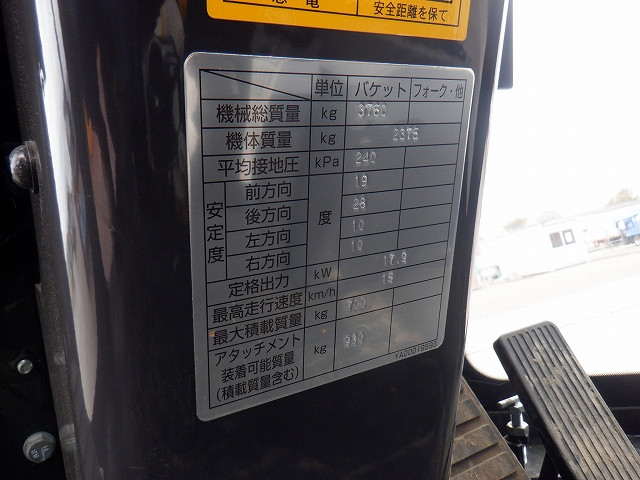 感電
安全距離を保て
単位 バケット フォーク・他
機械総質量 kg 3760
機体質量 kg 2375
平均接地圧 kPa 240
安定度 前方向 度 19
後方向 28
左方向 10
右方向 10
定格出力 kW 17.9
最高走行速度 km/h 15
最大積載質量 kg 700
アタッチメント
装着可能質量 kg 930
(積載質量含む)